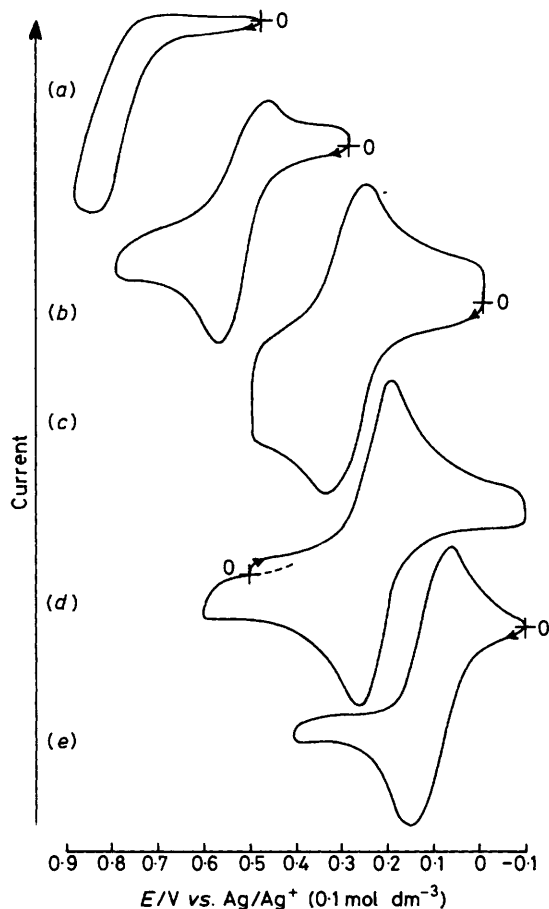 0
(a)
0
(b)
0
(c)
Current
0
(d)
0
(e)
0·9 0·8 0·7 0·6 0·5 0·4 0·3 0·2 0·1 0 -0·1
E/V vs. Ag/Ag⁺ (0·1 mol dm⁻³)